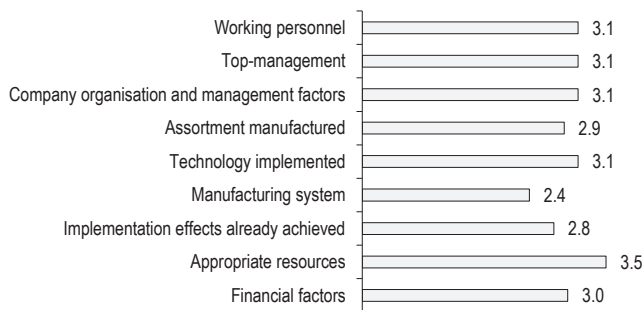 Working personnel 3.1
Top-management 3.1
Company organisation and management factors 3.1
Assortment manufactured 2.9
Technology implemented 3.1
Manufacturing system 2.4
Implementation effects already achieved 2.8
Appropriate resources 3.5
Financial factors 3.0